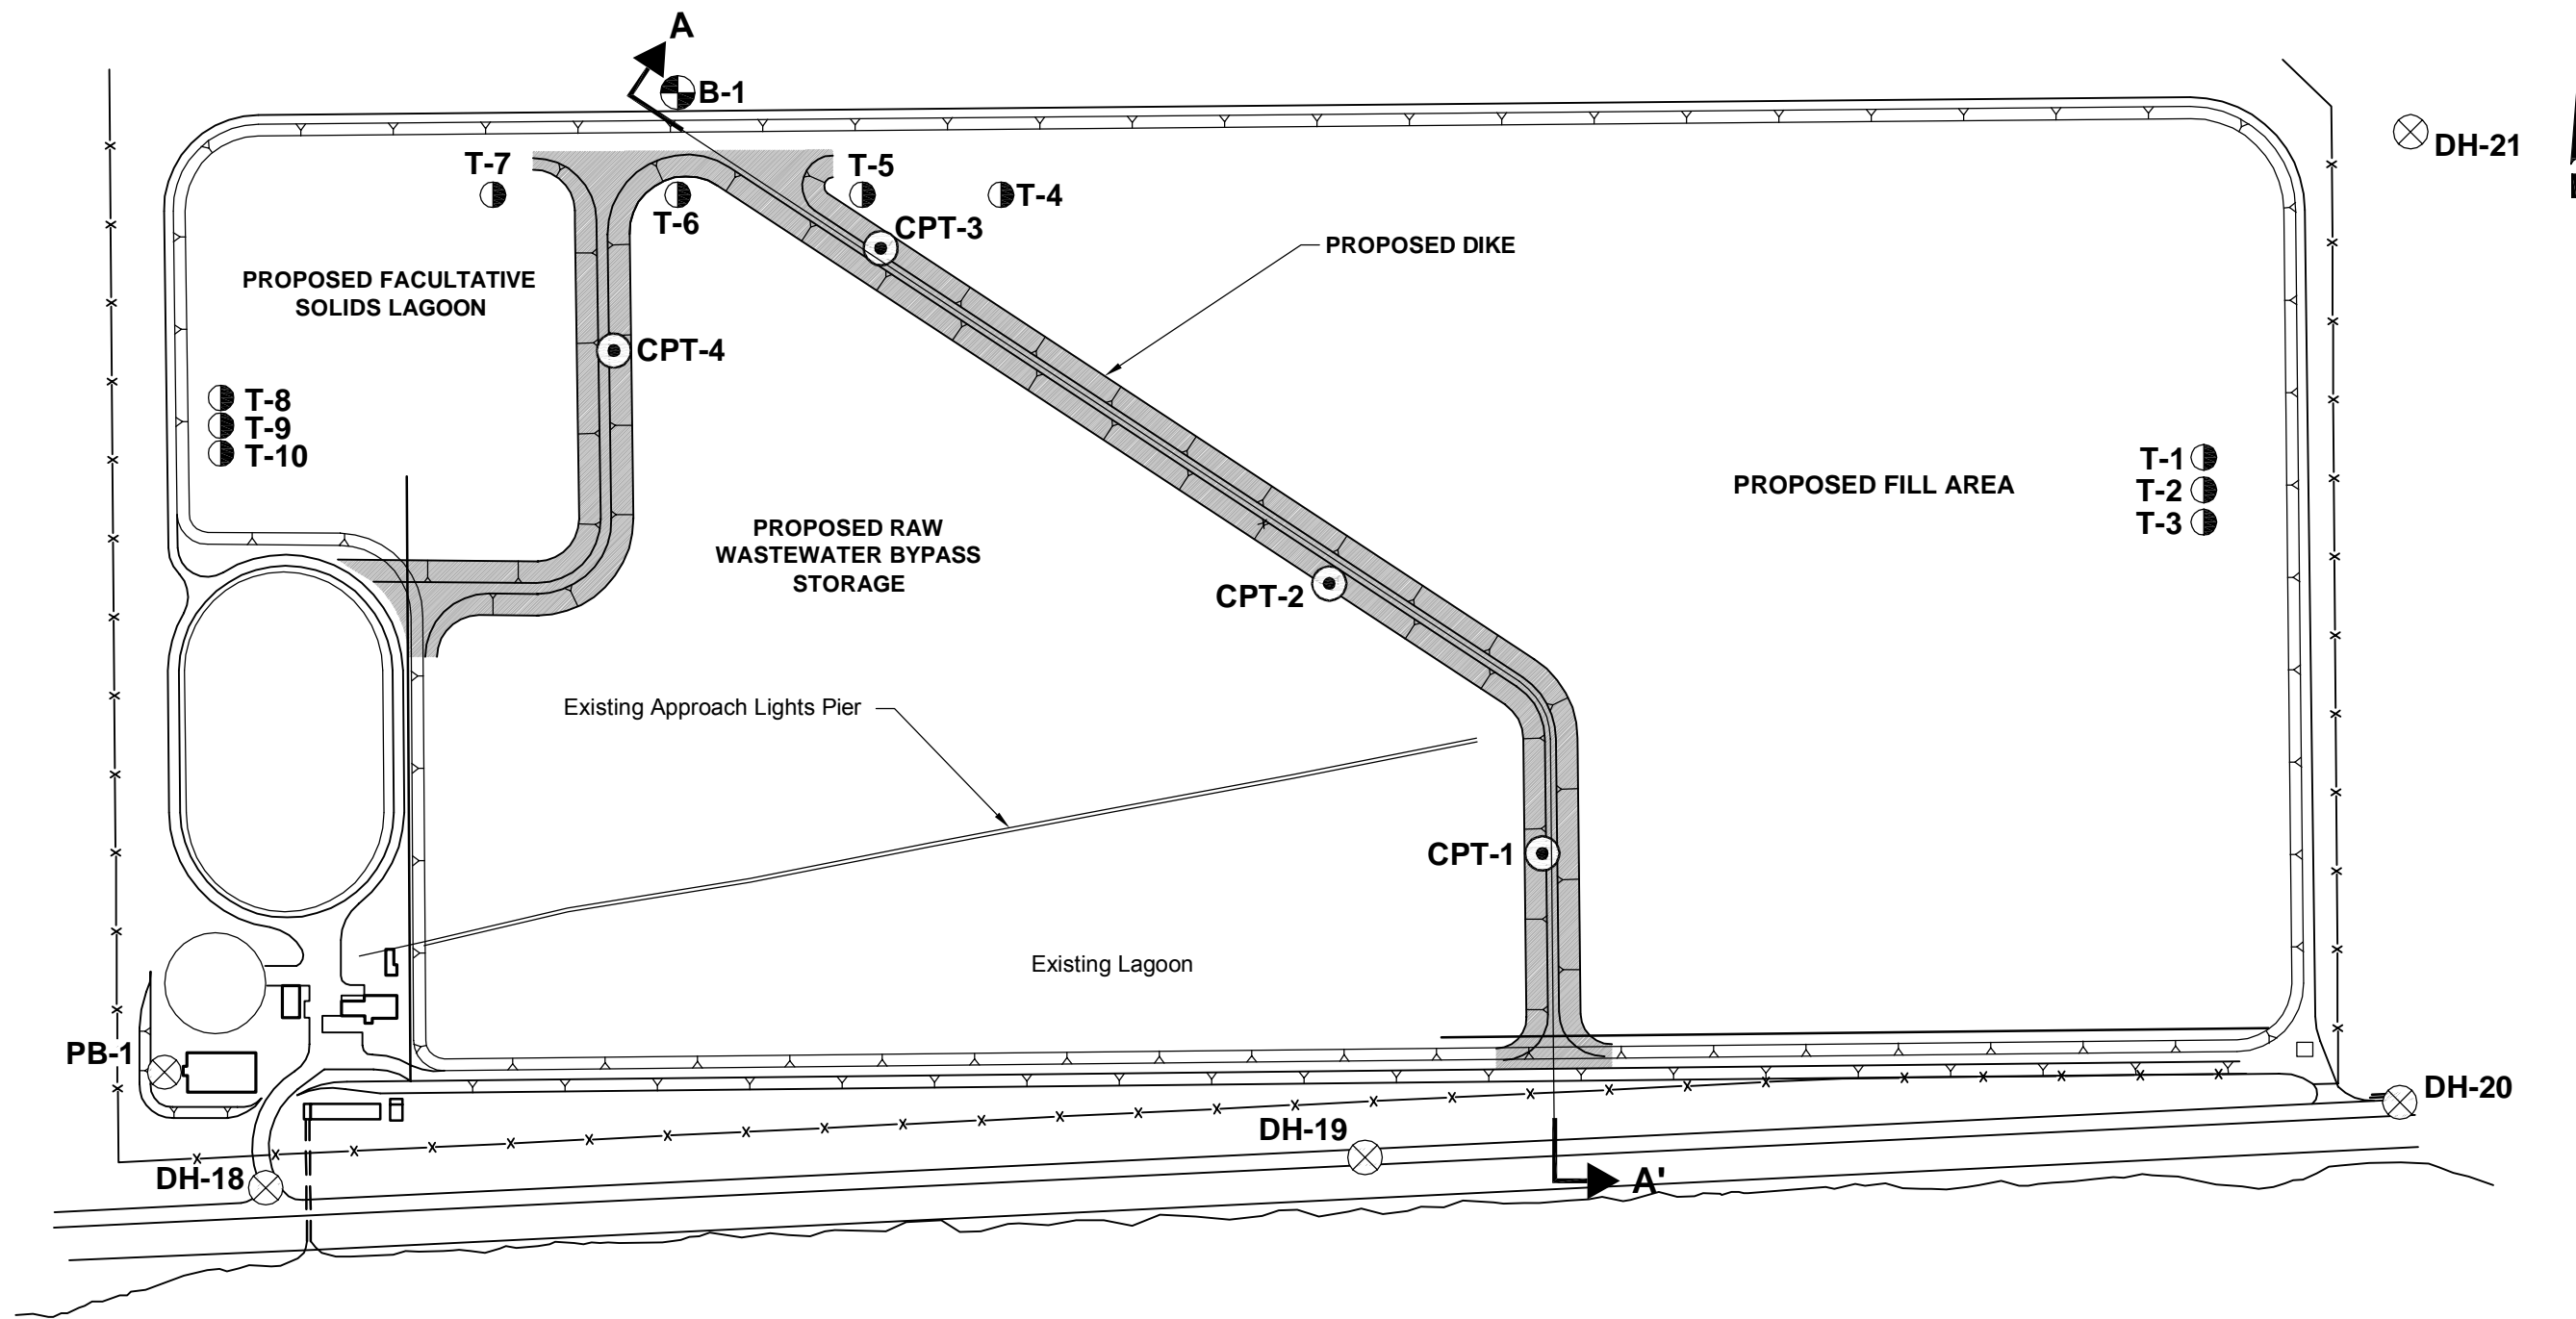 A
B-1
DH-21
T-7
T-5
T-4
T-6
CPT-3
PROPOSED DIKE
PROPOSED FACULTATIVE
SOLIDS LAGOON
CPT-4
T-8
T-9
T-10
T-1
T-2
T-3
PROPOSED FILL AREA
PROPOSED RAW
WASTEWATER BYPASS
STORAGE
CPT-2
Existing Approach Lights Pier
CPT-1
Existing Lagoon
PB-1
DH-20
DH-19
DH-18
A'